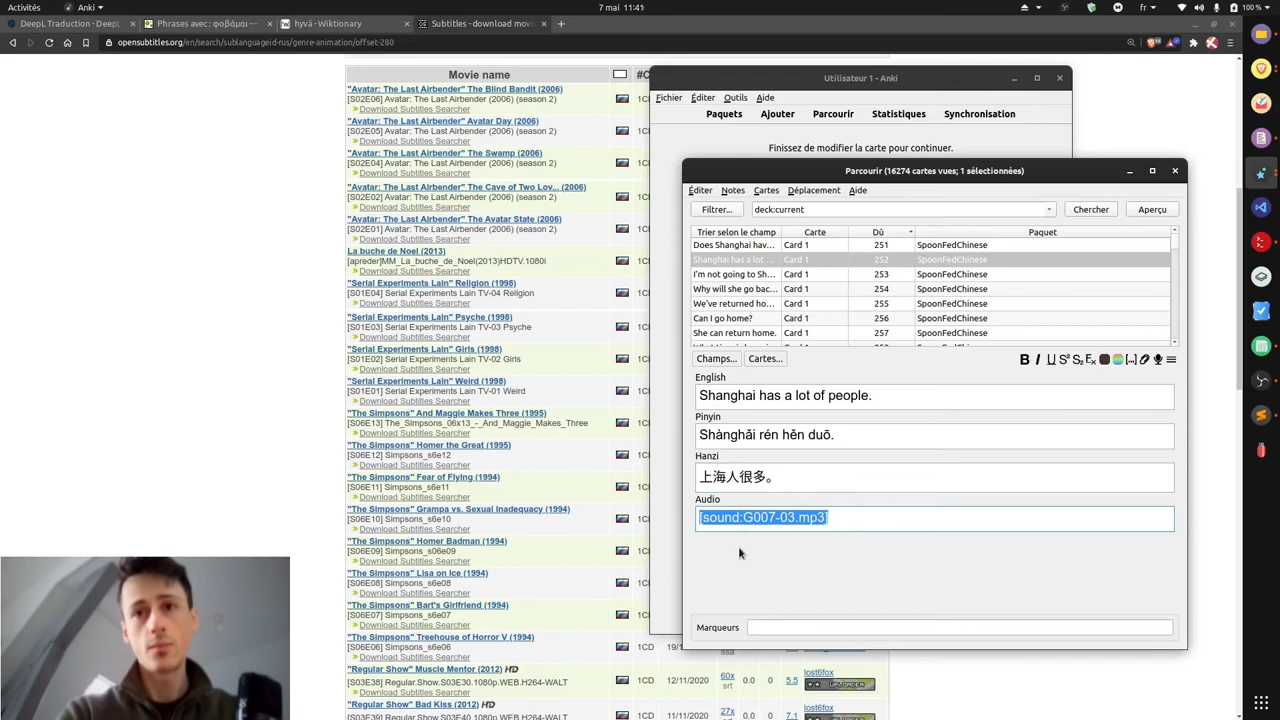 Activités
Anki
7 mai 11:41
fr
100 %
DeepL Traduction - DeepL
Phrases avec: φοβάμαι —
hyvä - Wiktionary
Subtitles - download movie
opensubtitles.org/en/search/sublanguageid-rus/genre-animation/offset-280
Movie name
"Avatar: The Last Airbender" The Blind Bandit (2006)
[S02E06] Avatar: The Last Airbender (2006) (season 2)
Download Subtitles Searcher
"Avatar: The Last Airbender" Avatar Day (2006)
[S02E05] Avatar: The Last Airbender (2006) (season 2)
Download Subtitles Searcher
"Avatar: The Last Airbender" The Swamp (2006)
[S02E04] Avatar: The Last Airbender (2006) (season 2)
Download Subtitles Searcher
"Avatar: The Last Airbender" The Cave of Two Lov... (2006)
[S02E02] Avatar: The Last Airbender (2006) (season 2)
Download Subtitles Searcher
"Avatar: The Last Airbender" The Avatar State (2006)
[S02E01] Avatar: The Last Airbender (2006) (season 2)
Download Subtitles Searcher
La buche de Noel (2013)
[apreder]MM_La_buche_de_Noel(2013)HDTV.1080i
Download Subtitles Searcher
"Serial Experiments Lain" Religion (1998)
[S01E04] Serial Experiments Lain TV-04 Religion
Download Subtitles Searcher
"Serial Experiments Lain" Psyche (1998)
[S01E03] Serial Experiments Lain TV-03 Psyche
Download Subtitles Searcher
"Serial Experiments Lain" Girls (1998)
[S01E02] Serial Experiments Lain TV-02 Girls
Download Subtitles Searcher
"Serial Experiments Lain" Weird (1998)
[S01E01] Serial Experiments Lain TV-01 Weird
Download Subtitles Searcher
"The Simpsons" And Maggie Makes Three (1995)
[S06E13] The_Simpsons_06x13_-_And_Maggie_Makes_Three
Download Subtitles Searcher
"The Simpsons" Homer the Great (1995)
[S06E12] Simpsons_s6e12
Download Subtitles Searcher
"The Simpsons" Fear of Flying (1994)
[S06E11] Simpsons_s6e11
Download Subtitles Searcher
"The Simpsons" Grampa vs. Sexual Inadequacy (1994)
[S06E10] Simpsons_s6e10
Download Subtitles Searcher
"The Simpsons" Homer Badman (1994)
[S06E09] Simpsons_s6e09
Download Subtitles Searcher
"The Simpsons" Lisa on Ice (1994)
[S06E08] Simpsons_s6e08
Download Subtitles Searcher
"The Simpsons" Bart's Girlfriend (1994)
[S06E07] Simpsons_s6e07
Download Subtitles Searcher
"The Simpsons" Treehouse of Horror V (1994)
[S06E06] Simpsons_s6e06
Download Subtitles Searcher
"Regular Show" Muscle Mentor (2012) HD
[S03E38] Regular.Show.S03E30.1080p.WEB.H264-WALT
Download Subtitles Searcher
1CD 12/11/2020 60x srt 0.0 0 5.5 lost6fox
"Regular Show" Bad Kiss (2012) HD
1CD 11/11/2020 27x 0.0 0 7.1 lost6fox
Utilisateur 1 - Anki
Fichier Éditer Outils Aide
Paquets Ajouter Parcourir Statistiques Synchronisation
Finissez de modifier la carte pour continuer.
Parcourir (16274 cartes vues; 1 sélectionnées)
Éditer Notes Cartes Déplacement Aide
Filtrer... deck:current Chercher Aperçu
Trier selon le champ Carte Dû Paquet
Does Shanghai hav... Card 1 251 SpoonFedChinese
Shanghai has a lot ... Card 1 252 SpoonFedChinese
I'm not going to Sh... Card 1 253 SpoonFedChinese
Why will she go bac... Card 1 254 SpoonFedChinese
We've returned ho... Card 1 255 SpoonFedChinese
Can I go home? Card 1 256 SpoonFedChinese
She can return home. Card 1 257 SpoonFedChinese
Champs... Cartes...
English
Shanghai has a lot of people.
Pinyin
Shànghǎi rén hěn duō.
Hanzi
上海人很多。
Audio
[sound:G007-03.mp3]
Marqueurs